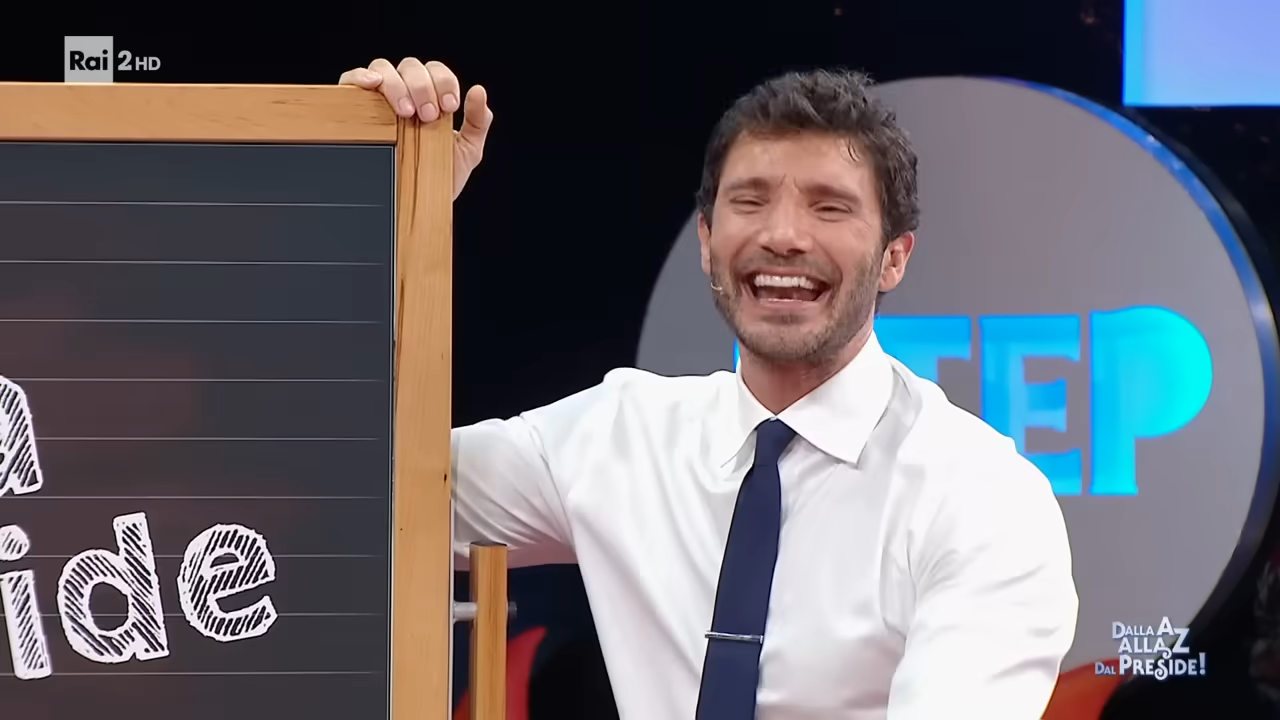 Rai 2HD
a
ide
TEP
DALLA A
ALLA Z
DAL PRESIDE!